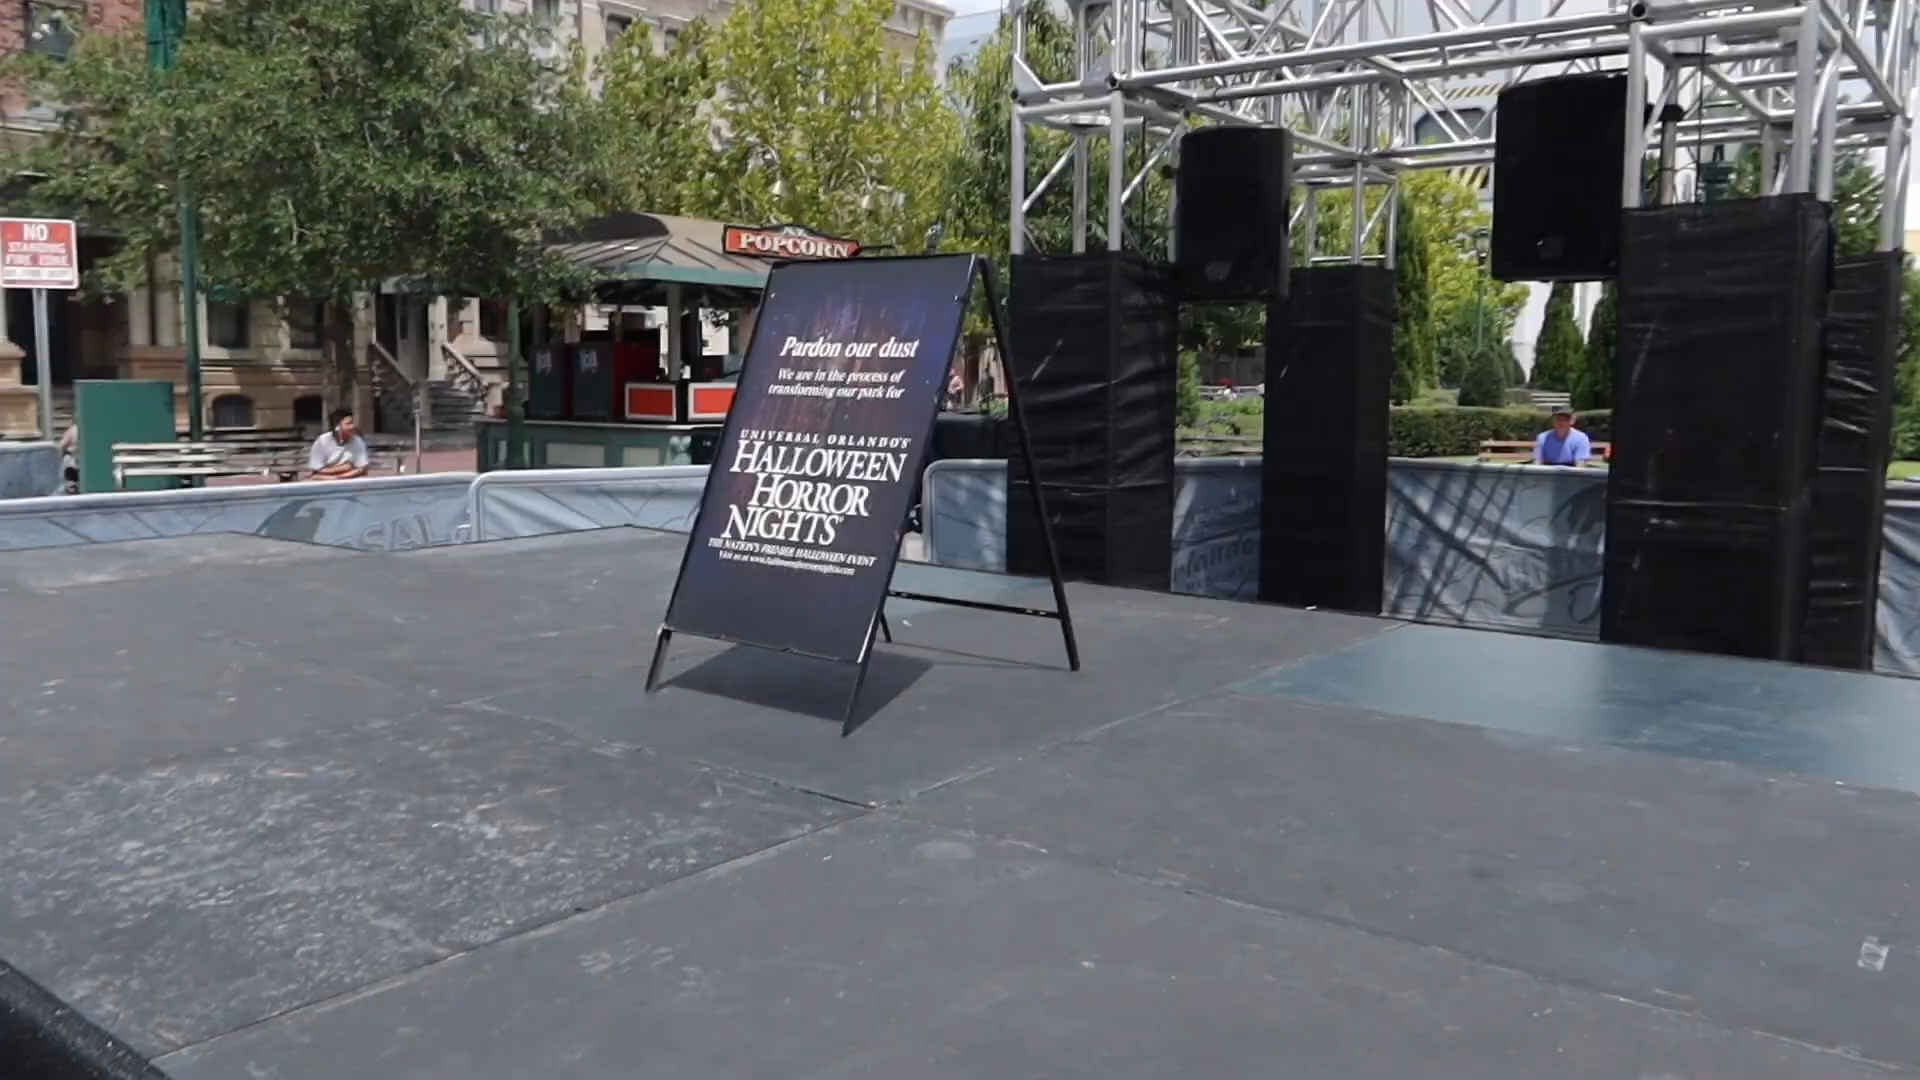 NO
STANDING
FIRE ZONE
N.Y.
POPCORN
Pardon our dust
We are in the process of
transforming our park for
UNIVERSAL ORLANDO'S
HALLOWEEN
HORROR
NIGHTS®
THE NATION'S PREMIER HALLOWEEN EVENT
SAL